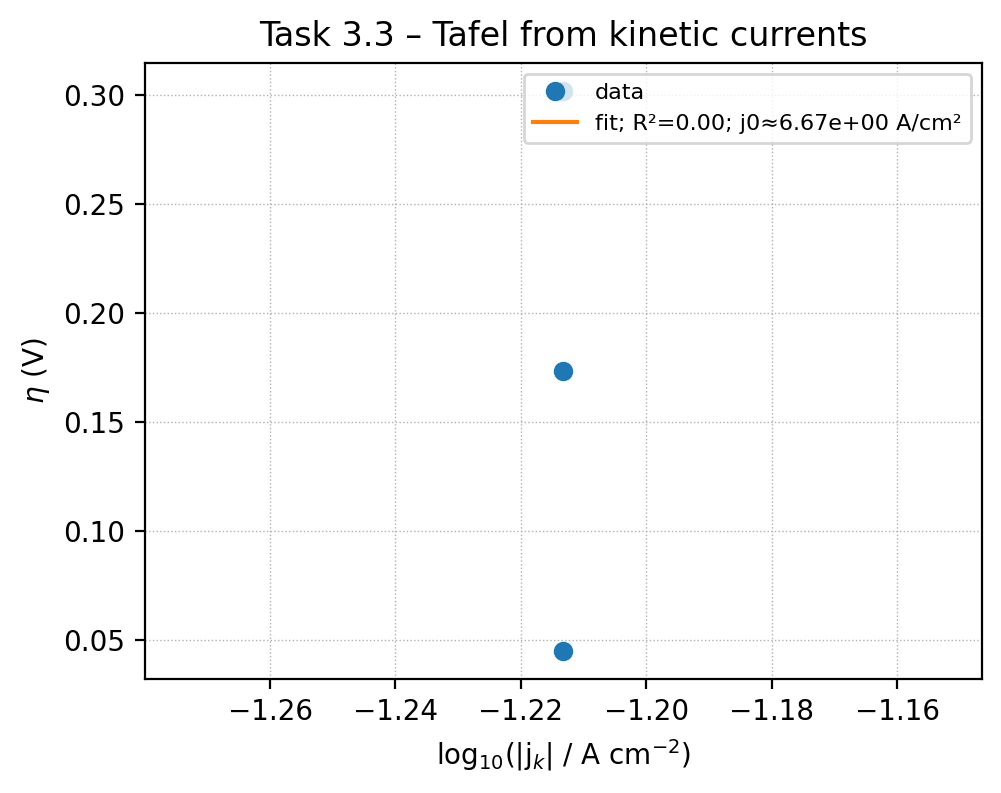 Task 3.3 – Tafel from kinetic currents
data
fit; R²=0.00; j0≈6.67e+00 A/cm²
0.30
0.25
0.20
0.15
0.10
0.05
η (V)
−1.26 −1.24 −1.22 −1.20 −1.18 −1.16
log₁₀(|jₖ| / A cm⁻²)